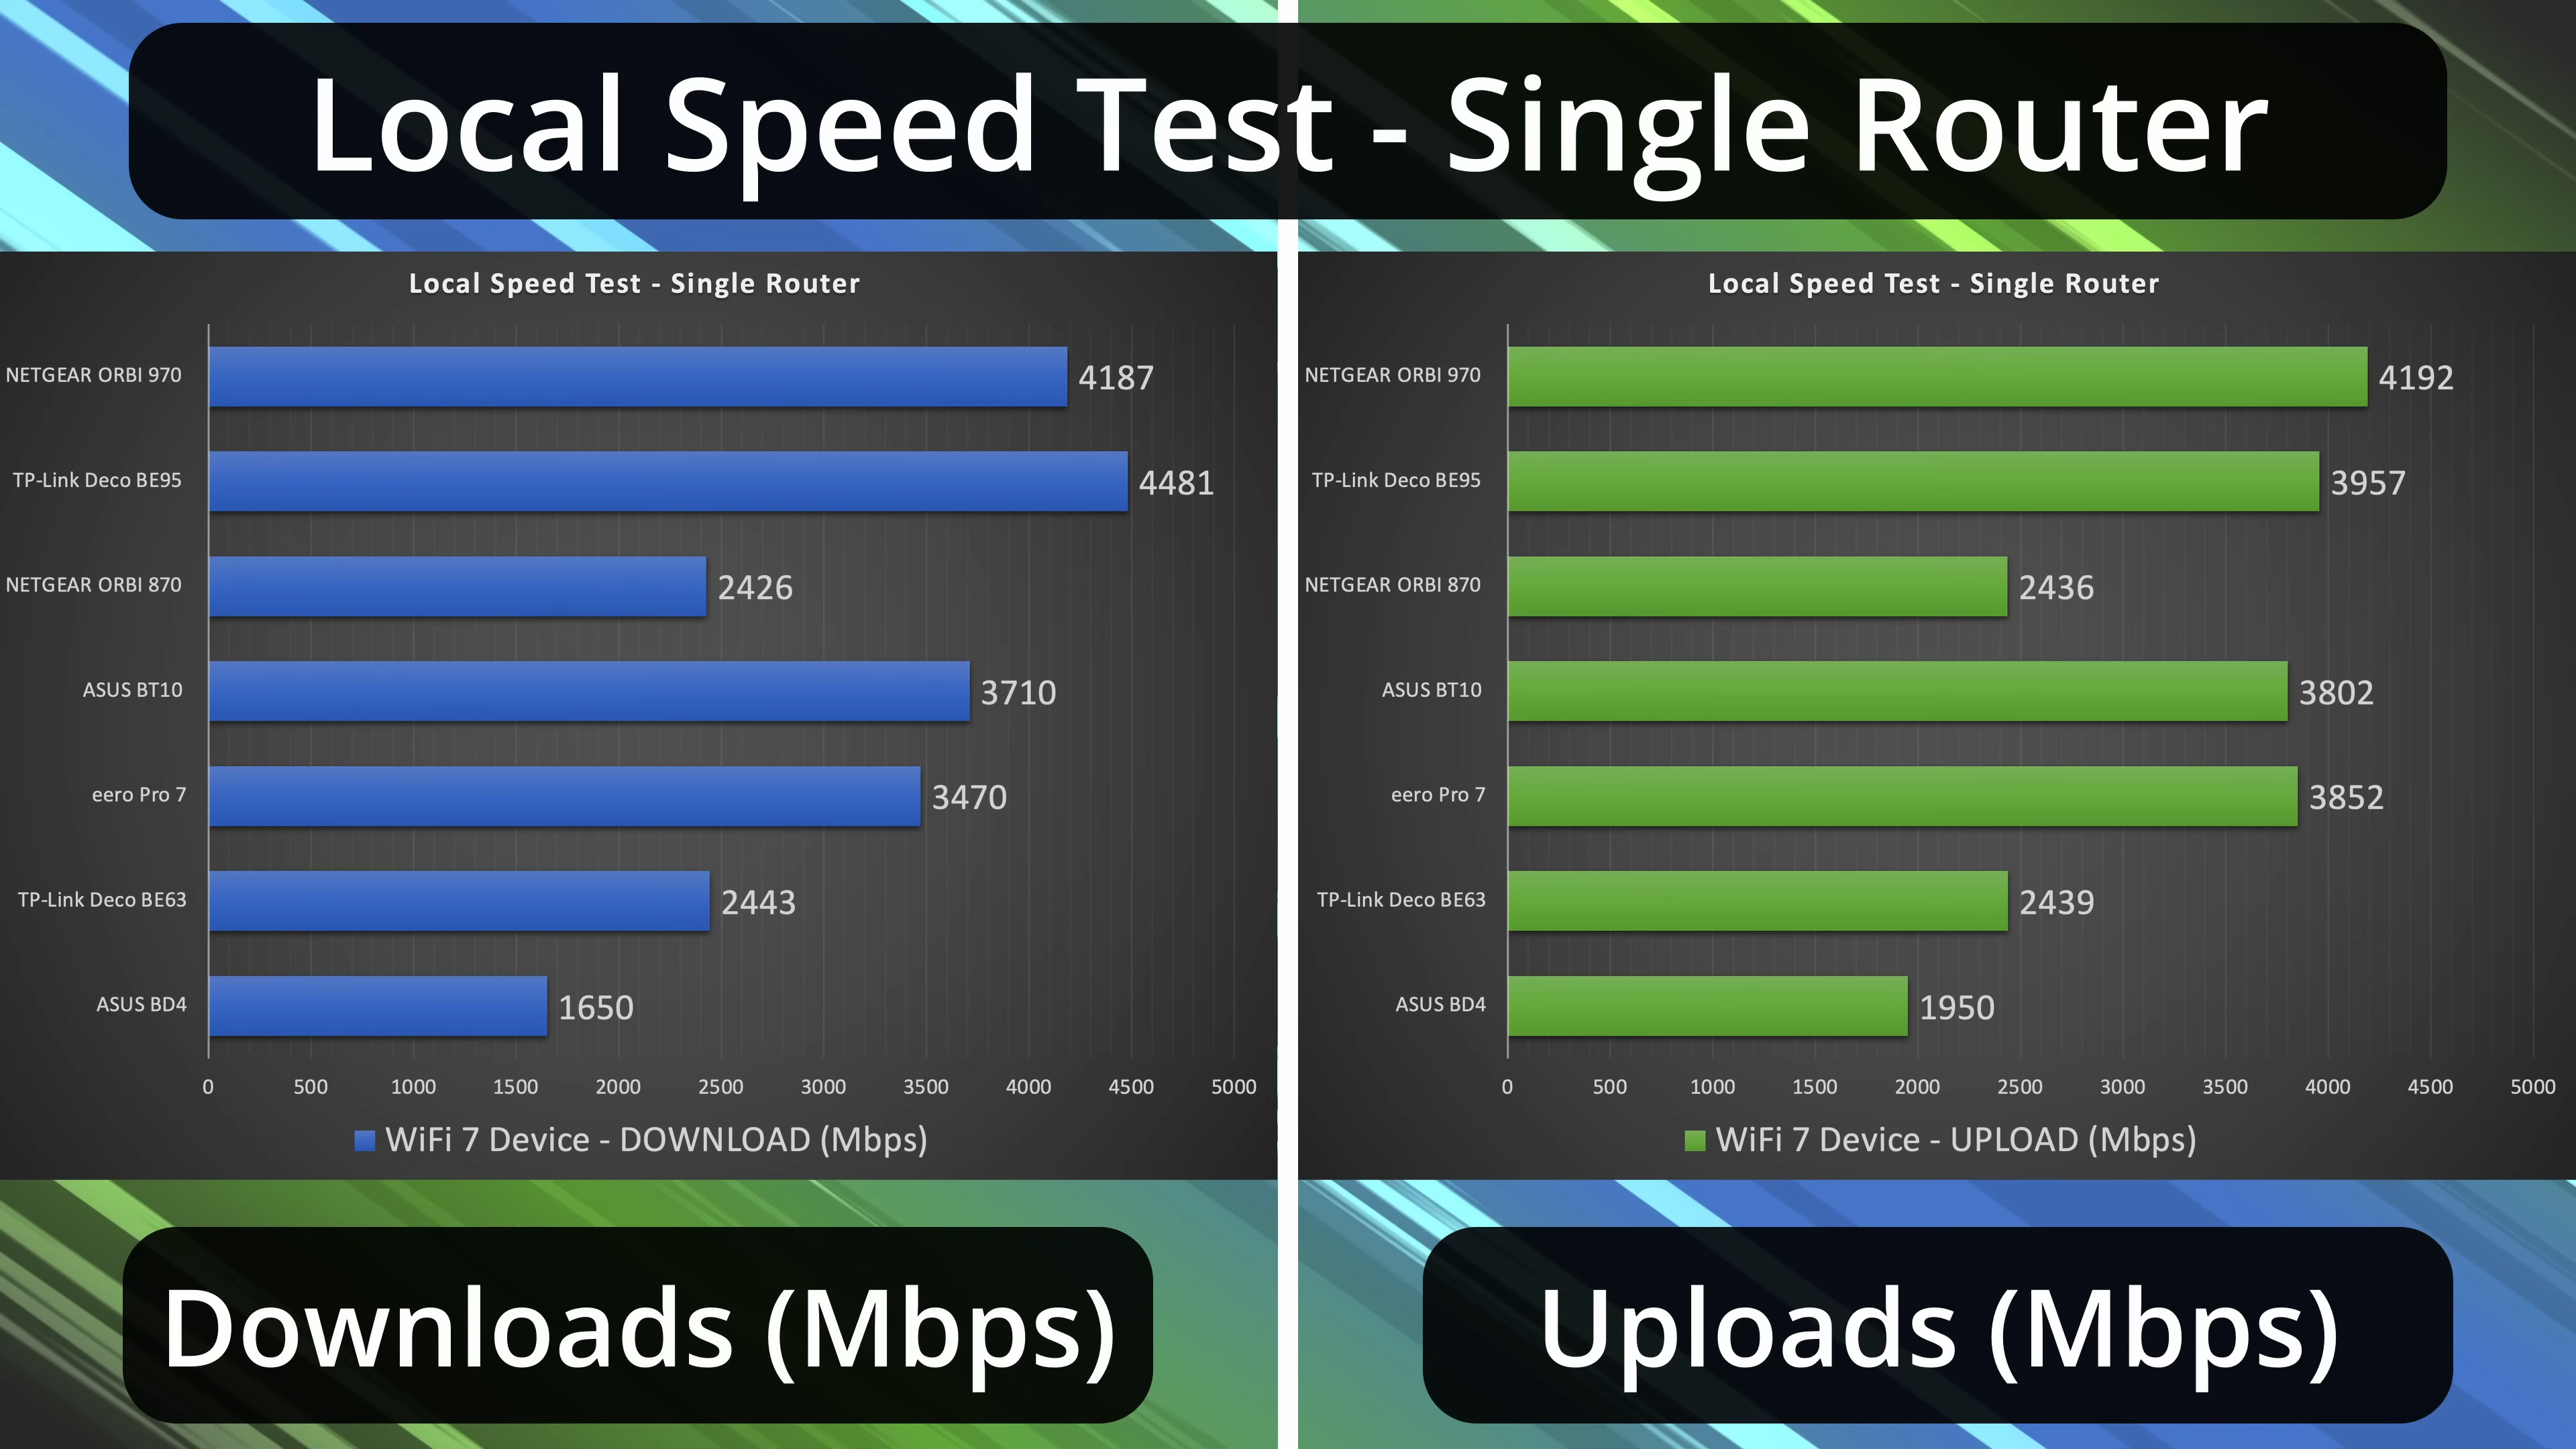 Local Speed Test - Single Router
Local Speed Test - Single Router
NETGEAR ORBI 970
4187
TP-Link Deco BE95
4481
NETGEAR ORBI 870
2426
ASUS BT10
3710
eero Pro 7
3470
TP-Link Deco BE63
2443
ASUS BD4
1650
0 500 1000 1500 2000 2500 3000 3500 4000 4500 5000
WiFi 7 Device - DOWNLOAD (Mbps)
Downloads (Mbps)
Local Speed Test - Single Router
NETGEAR ORBI 970
4192
TP-Link Deco BE95
3957
NETGEAR ORBI 870
2436
ASUS BT10
3802
eero Pro 7
3852
TP-Link Deco BE63
2439
ASUS BD4
1950
0 500 1000 1500 2000 2500 3000 3500 4000 4500 5000
WiFi 7 Device - UPLOAD (Mbps)
Uploads (Mbps)